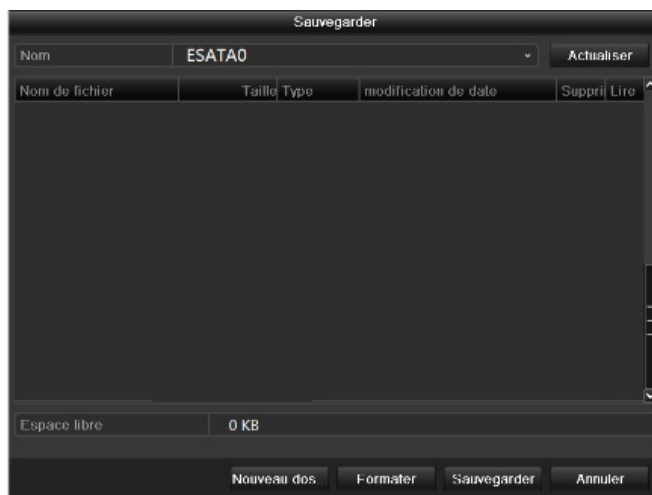 Sauvegarder
Nom ESATA0 Actualiser
Nom de fichier Taille Type modification de date Suppri Lire
Espace libre 0 KB
Nouveau dos... Formater Sauvegarder Annuler